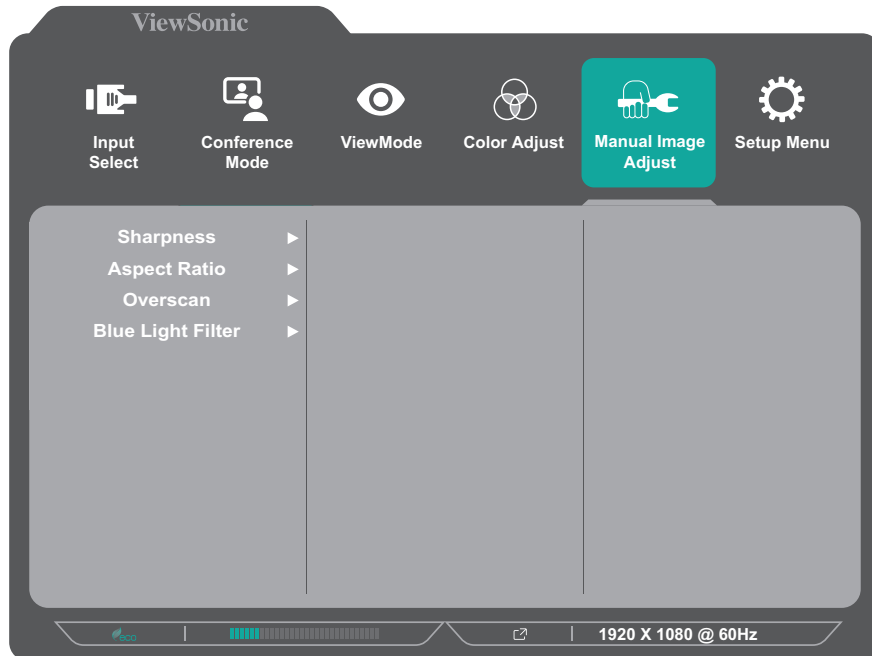 ViewSonic
Input
Select
Conference
Mode
ViewMode
Color Adjust
Manual Image
Adjust
Setup Menu
Sharpness
Aspect Ratio
Overscan
Blue Light Filter
eco
1920 X 1080 @ 60Hz